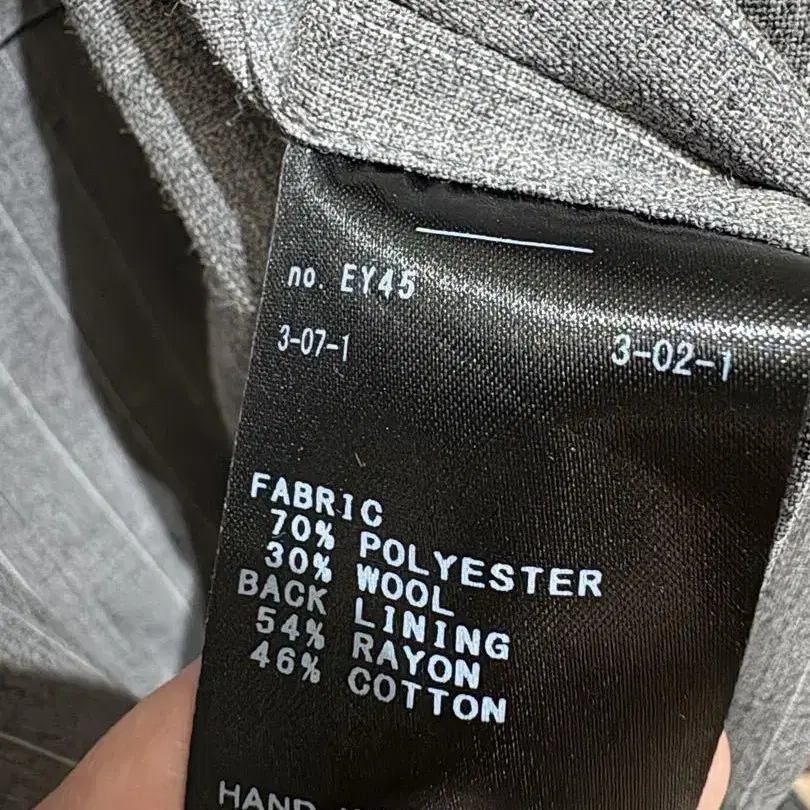 no. EY45
3-07-1 3-02-1
FABRIC
70% POLYESTER
30% WOOL
BACK LINING
54% RAYON
46% COTTON
HAND